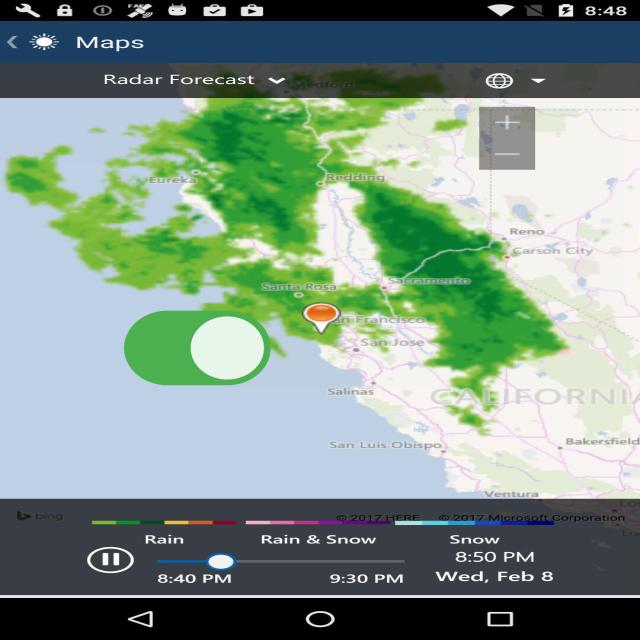 8:48
Maps
Radar Forecast
Medford
+
−
Eureka
Redding
Reno
Carson City
Santa Rosa
Sacramento
San Francisco
San Jose
Salinas
CALIFORNIA
San Luis Obispo
Bakersfield
Ventura
bing
© 2017 HERE © 2017 Microsoft Corporation
Rain
Rain & Snow
Snow
8:50 PM
8:40 PM
9:30 PM
Wed, Feb 8